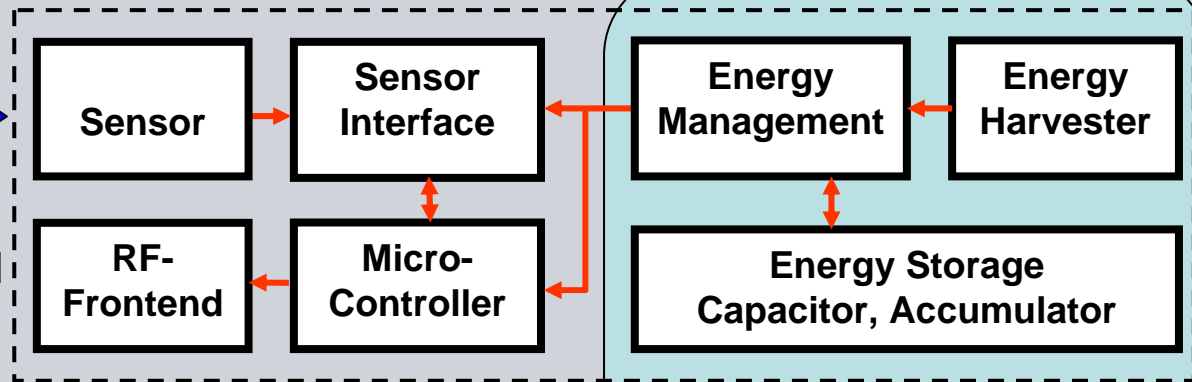 Sensor
Sensor
Interface
Energy
Management
Energy
Harvester
RF-
Frontend
Micro-
Controller
Energy Storage
Capacitor, Accumulator